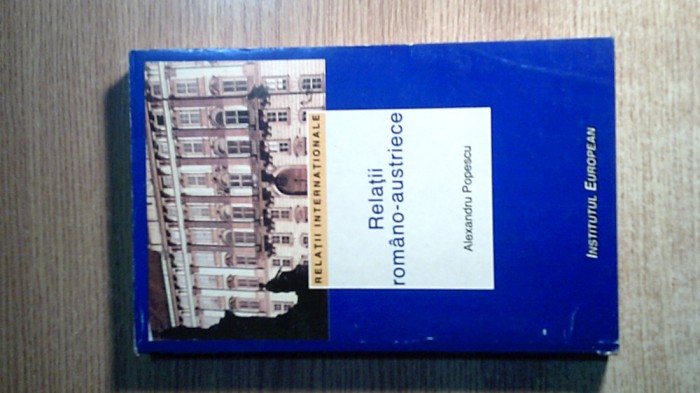 RELAȚII INTERNAȚIONALE
Relații
româno-austriece
Alexandru Popescu
INSTITUTUL EUROPEAN